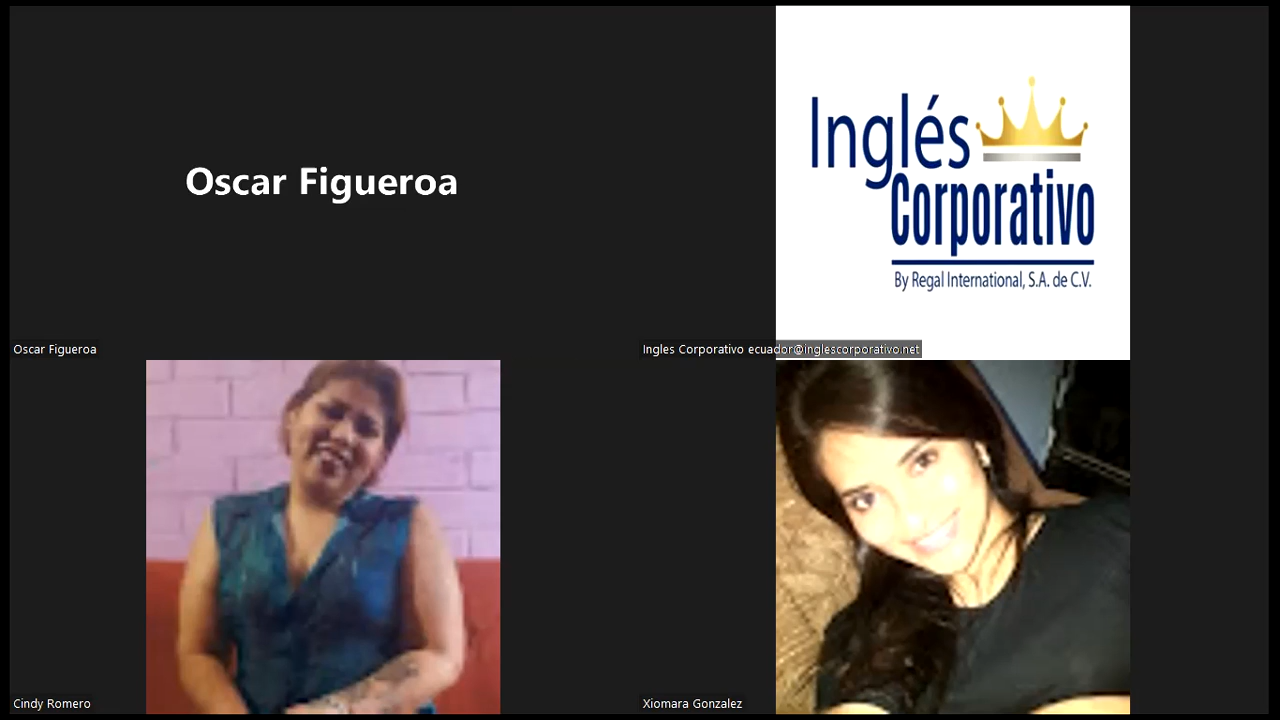 Oscar Figueroa
Inglés
Corporativo
By Regal International, S.A. de C.V.
Oscar Figueroa
Ingles Corporativo ecuador@inglescorporativo.net
Cindy Romero
Xiomara Gonzalez